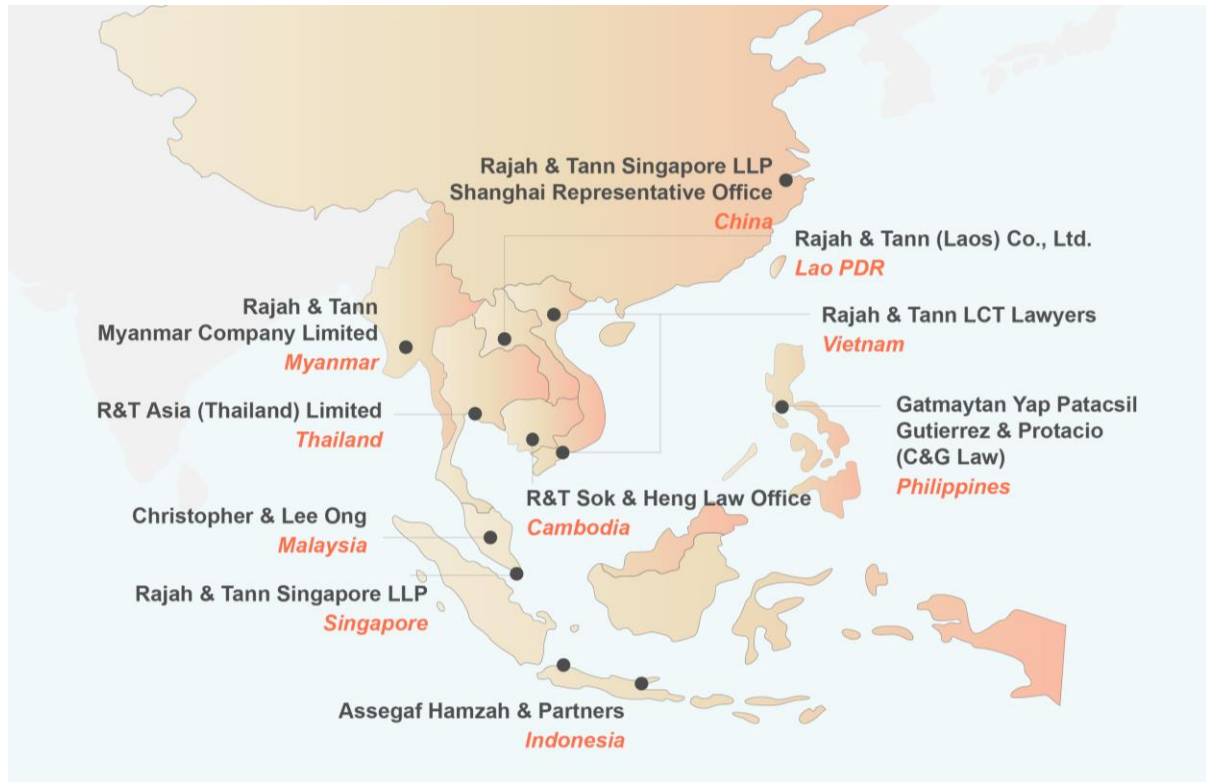 Rajah & Tann Singapore LLP
Shanghai Representative Office
China
Rajah & Tann (Laos) Co., Ltd.
Lao PDR
Rajah & Tann
Myanmar Company Limited
Myanmar
Rajah & Tann LCT Lawyers
Vietnam
R&T Asia (Thailand) Limited
Thailand
Gatmaytan Yap Patacsil
Gutierrez & Protacio
(C&G Law)
Philippines
R&T Sok & Heng Law Office
Cambodia
Christopher & Lee Ong
Malaysia
Rajah & Tann Singapore LLP
Singapore
Assegaf Hamzah & Partners
Indonesia